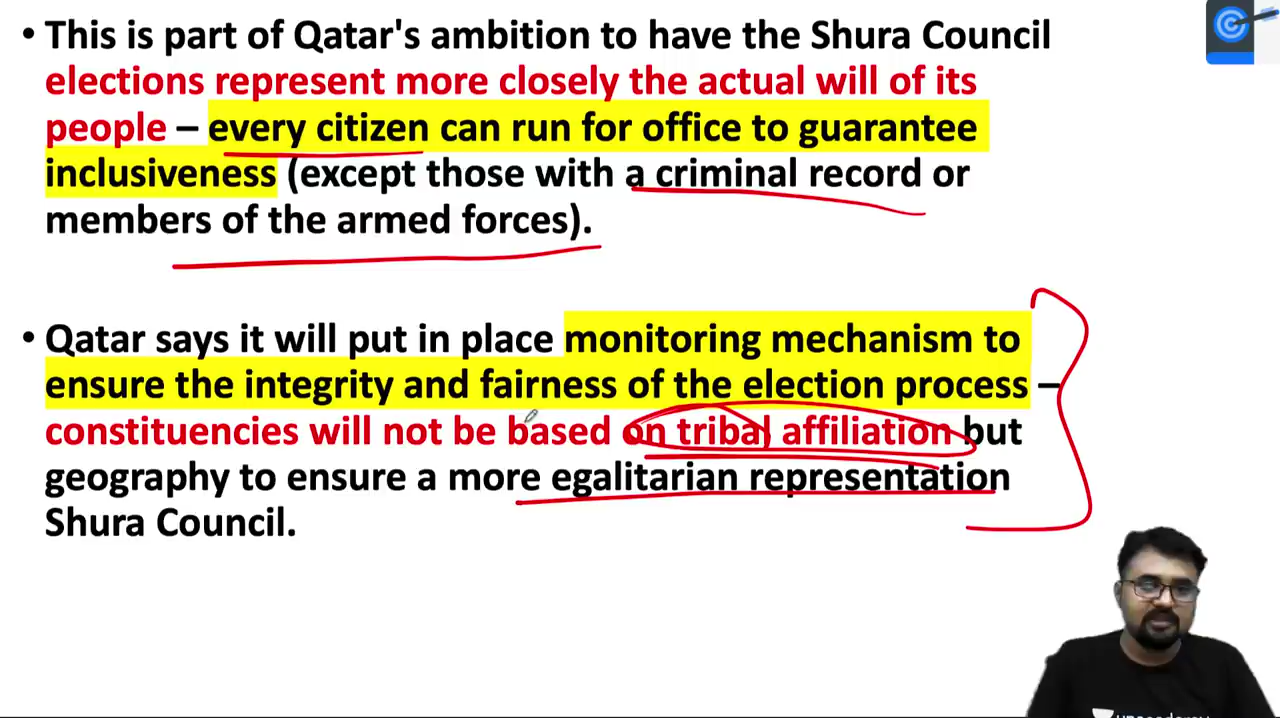 • This is part of Qatar's ambition to have the Shura Council
elections represent more closely the actual will of its
people – every citizen can run for office to guarantee
inclusiveness (except those with a criminal record or
members of the armed forces).
• Qatar says it will put in place monitoring mechanism to
ensure the integrity and fairness of the election process –
constituencies will not be based on tribal affiliation but
geography to ensure a more egalitarian representation
Shura Council.